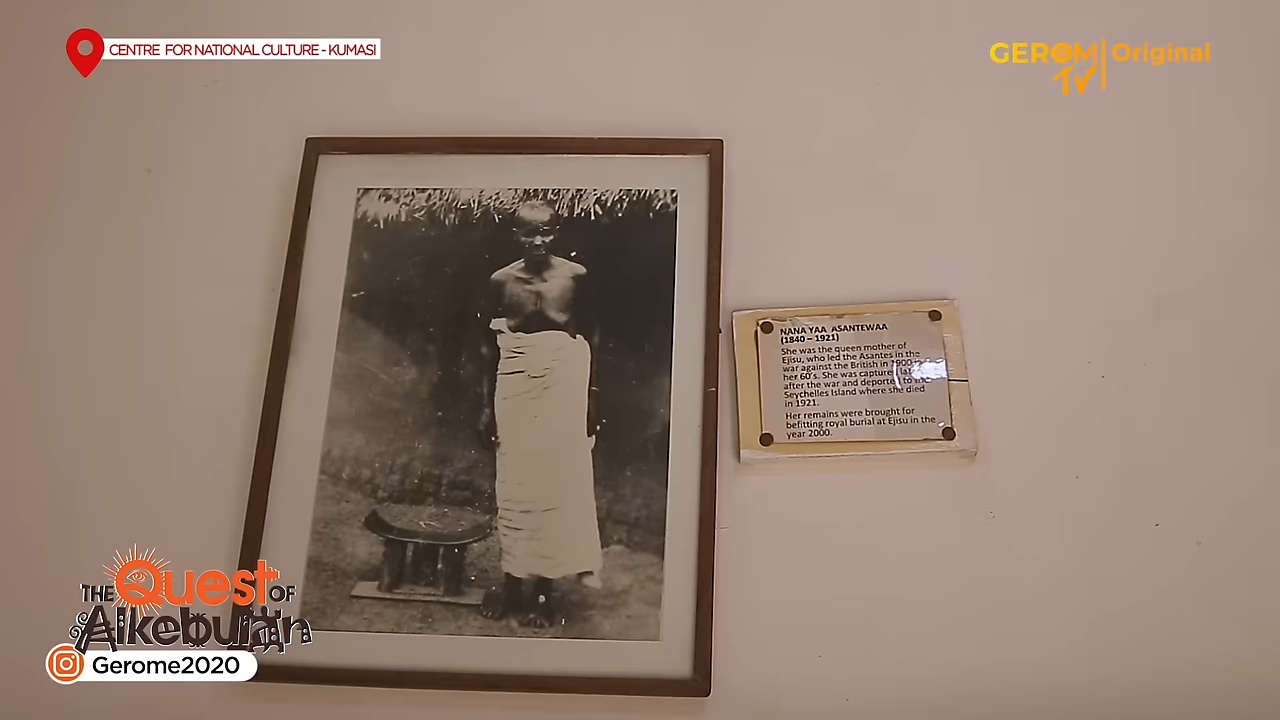 CENTRE FOR NATIONAL CULTURE - KUMASI
GEROM TV Original
NANA YAA ASANTEWAA
(1840 – 1921)
She was the queen mother of
Ejisu, who led the Asantes in the
war against the British in 1900
her 60's. She was captured
after the war and deported to the
Seychelles Island where she died
in 1921.
Her remains were brought for
befitting royal burial at Ejisu in the
year 2000.
THE Quest OF
Alkebulan
Gerome2020